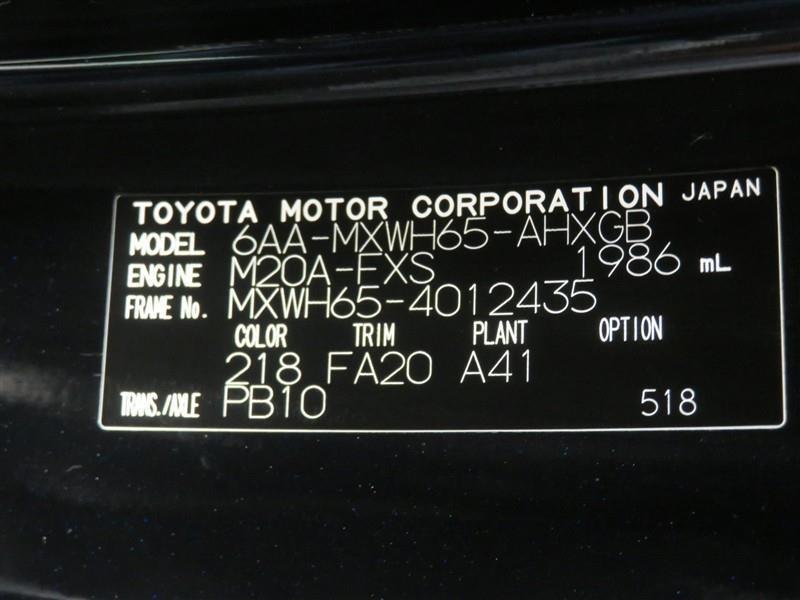 TOYOTA MOTOR CORPORATION JAPAN
MODEL 6AA-MXWH65-AHXGB
ENGINE M20A-FXS 1986 mL
FRAME No. MXWH65-4012435
COLOR TRIM PLANT OPTION
218 FA20 A41
TRANS./AXLE PB10 518